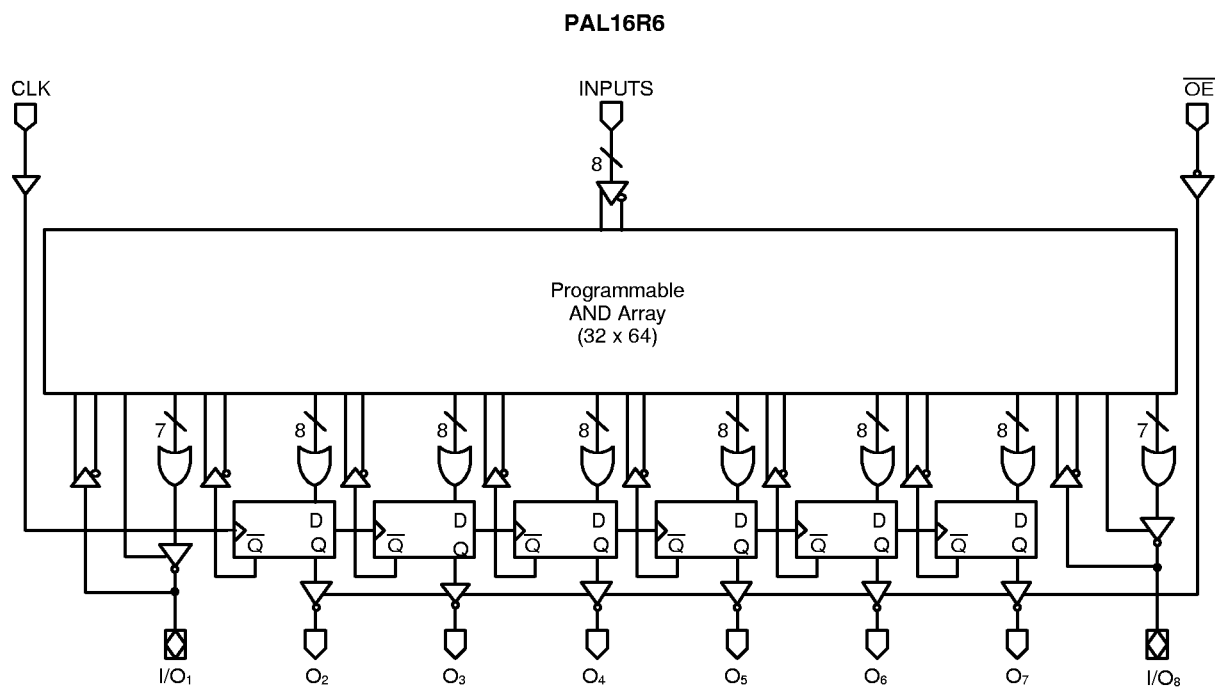 PAL16R6
CLK INPUTS O̅E̅
8
Programmable
AND Array
(32 x 64)
7 8 8 8 8 8 8 7
D D D D D D
Q̅ Q Q̅ Q Q̅ Q Q̅ Q Q̅ Q Q̅ Q
I/O₁ O₂ O₃ O₄ O₅ O₆ O₇ I/O₈